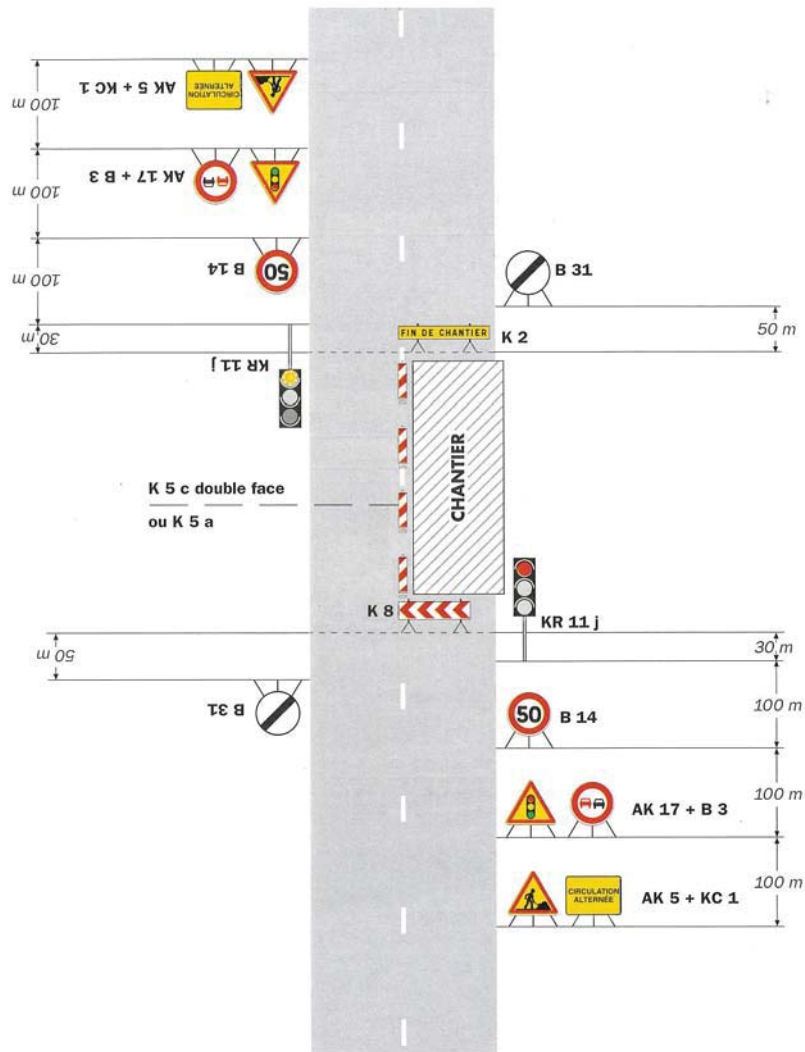 AK 5 + KC 1
CIRCULATION
ALTERNÉE
100 m
AK 17 + B 3
100 m
B 14
50
100 m
B 31
50 m
FIN DE CHANTIER
K 2
30 m
KR 11 j
CHANTIER
K 5 c double face
ou K 5 a
K 8
KR 11 j
30 m
50 m
B 31
50
B 14
100 m
AK 17 + B 3
100 m
CIRCULATION
ALTERNÉE
AK 5 + KC 1
100 m